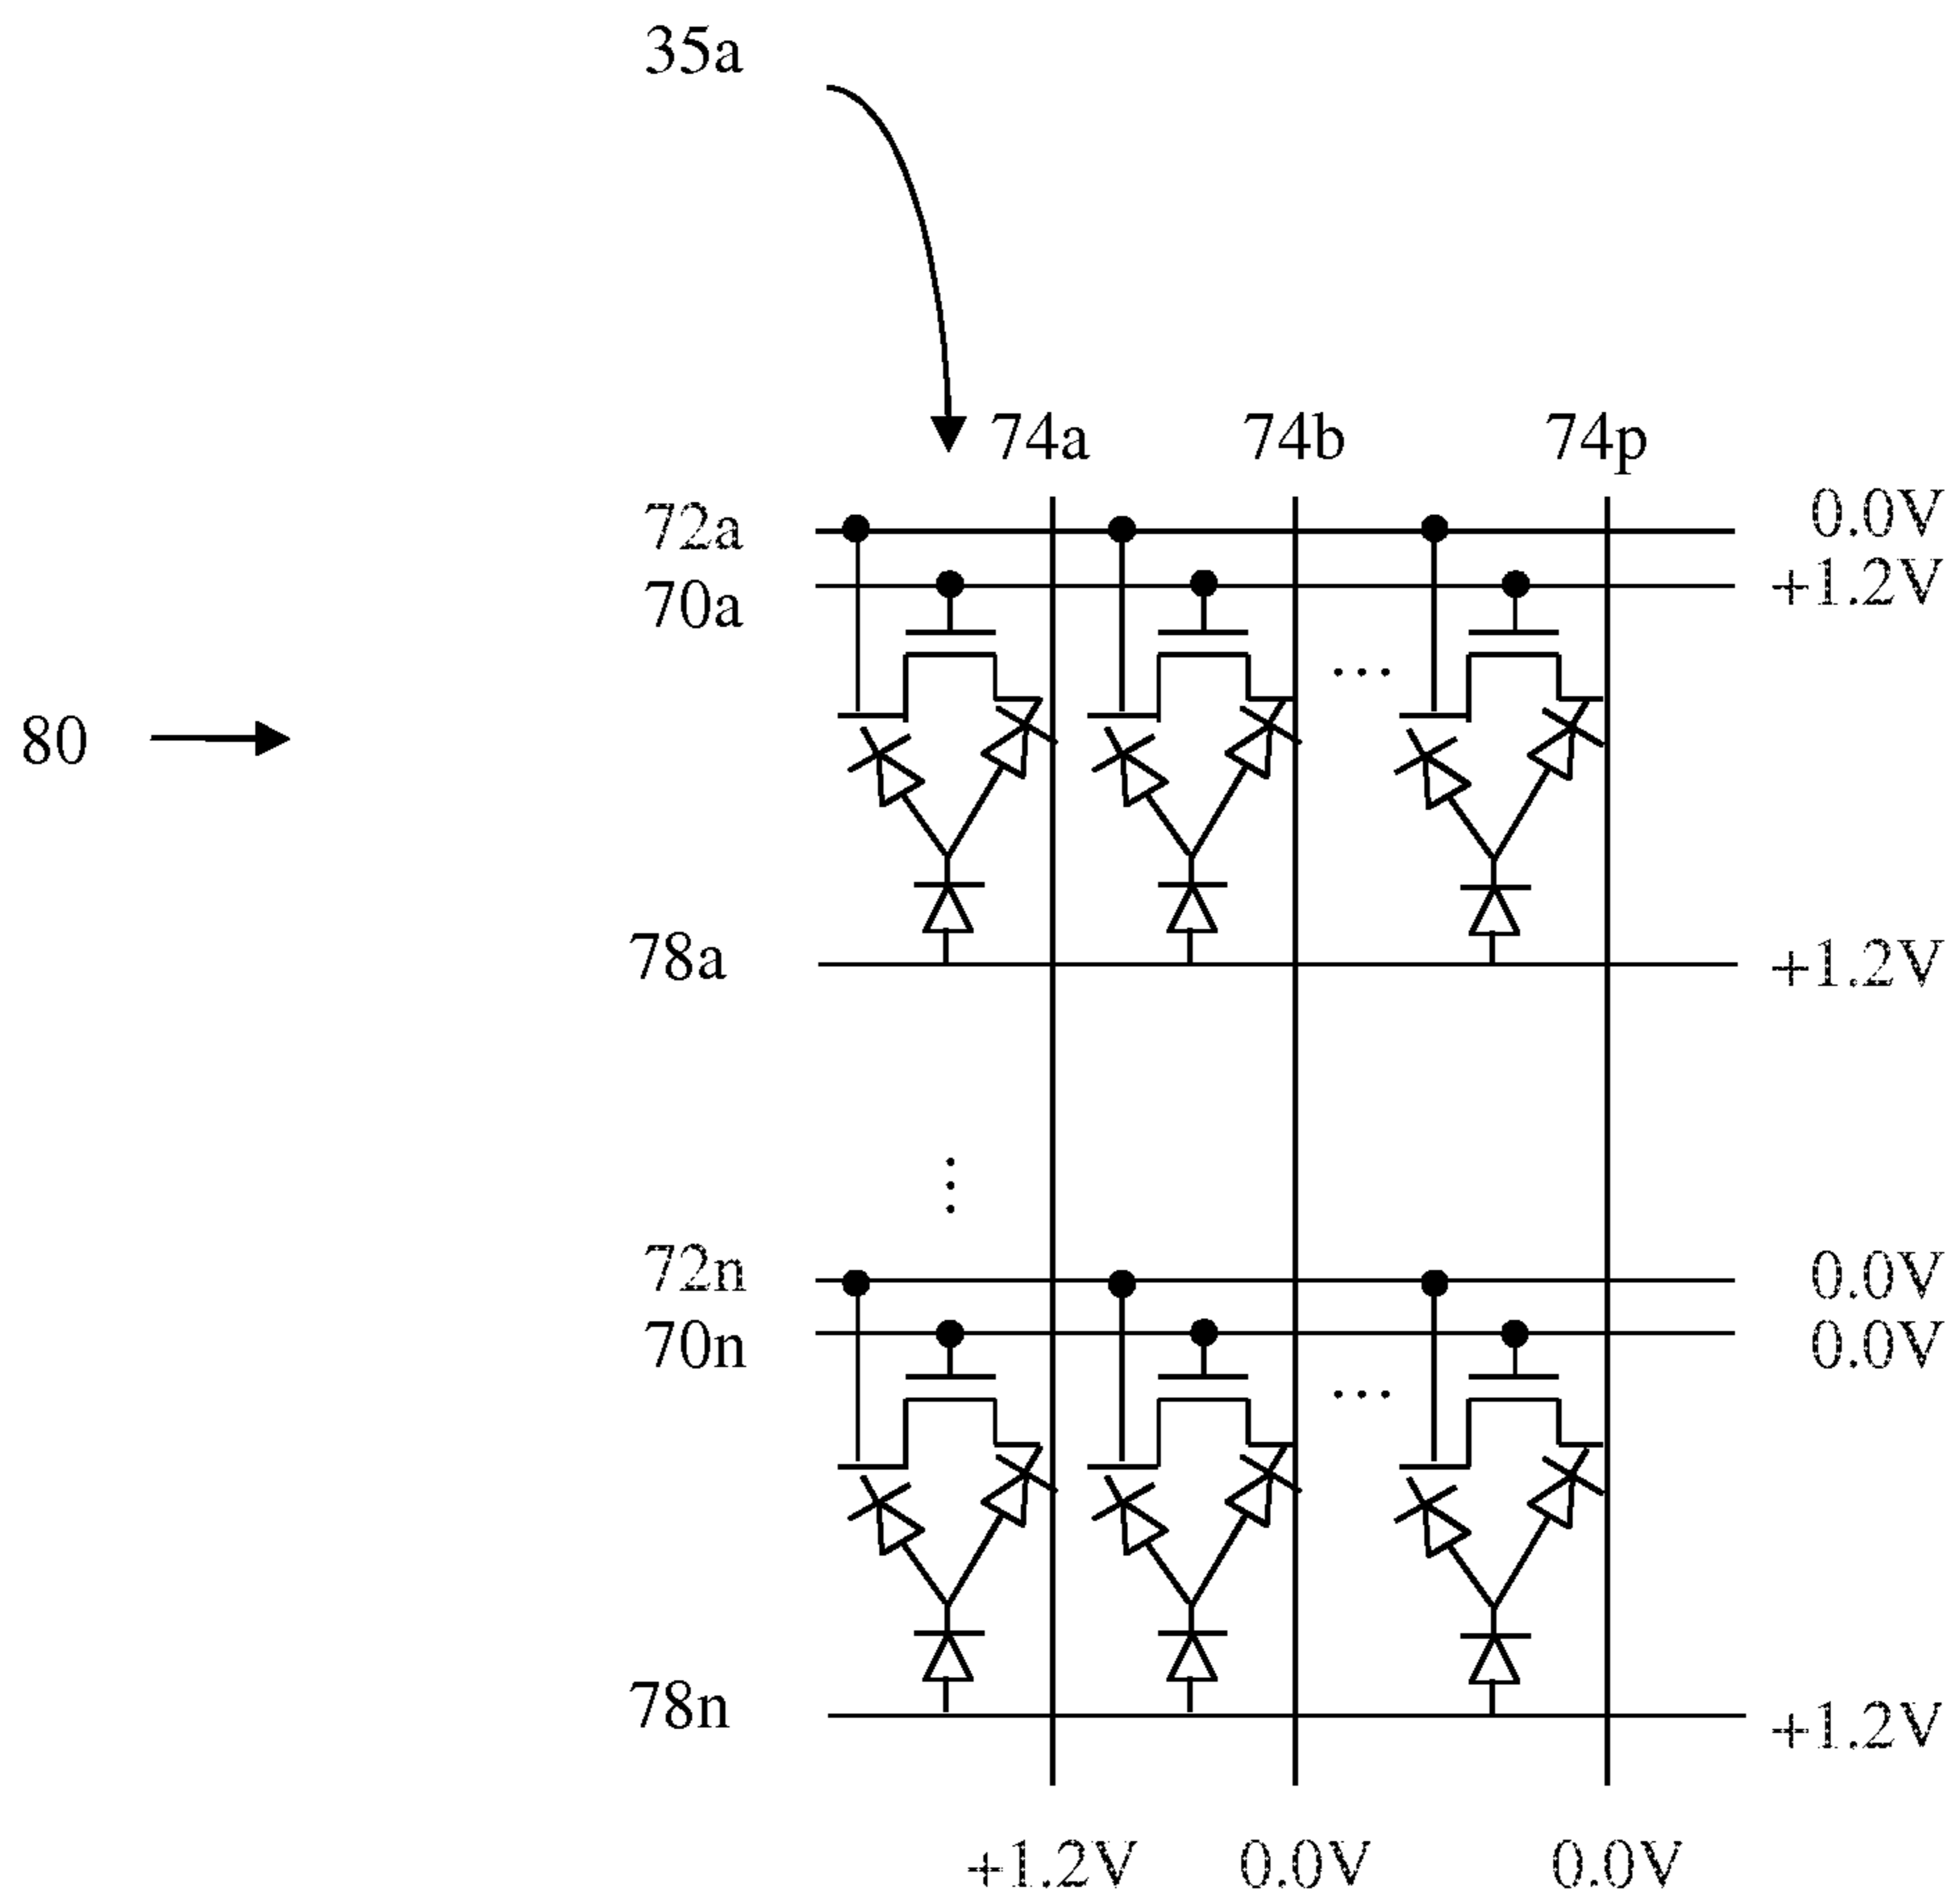 35a
74a 74b 74p
72a 0.0V
70a +1.2V
...
80
78a +1.2V
...
72n 0.0V
70n 0.0V
...
78n +1.2V
+1.2V 0.0V 0.0V